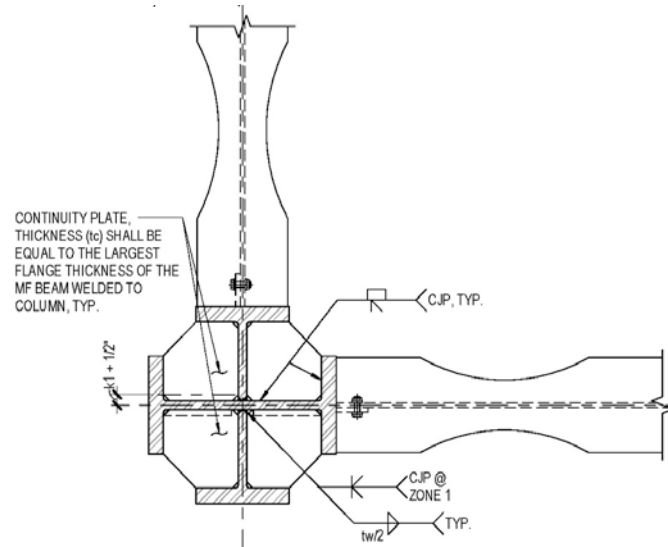 CONTINUITY PLATE,
THICKNESS (tc) SHALL BE
EQUAL TO THE LARGEST
FLANGE THICKNESS OF THE
MF BEAM WELDED TO
COLUMN, TYP.
CJP, TYP.
k1 + 1/2"
CJP @
ZONE 1
TYP.
tw/2